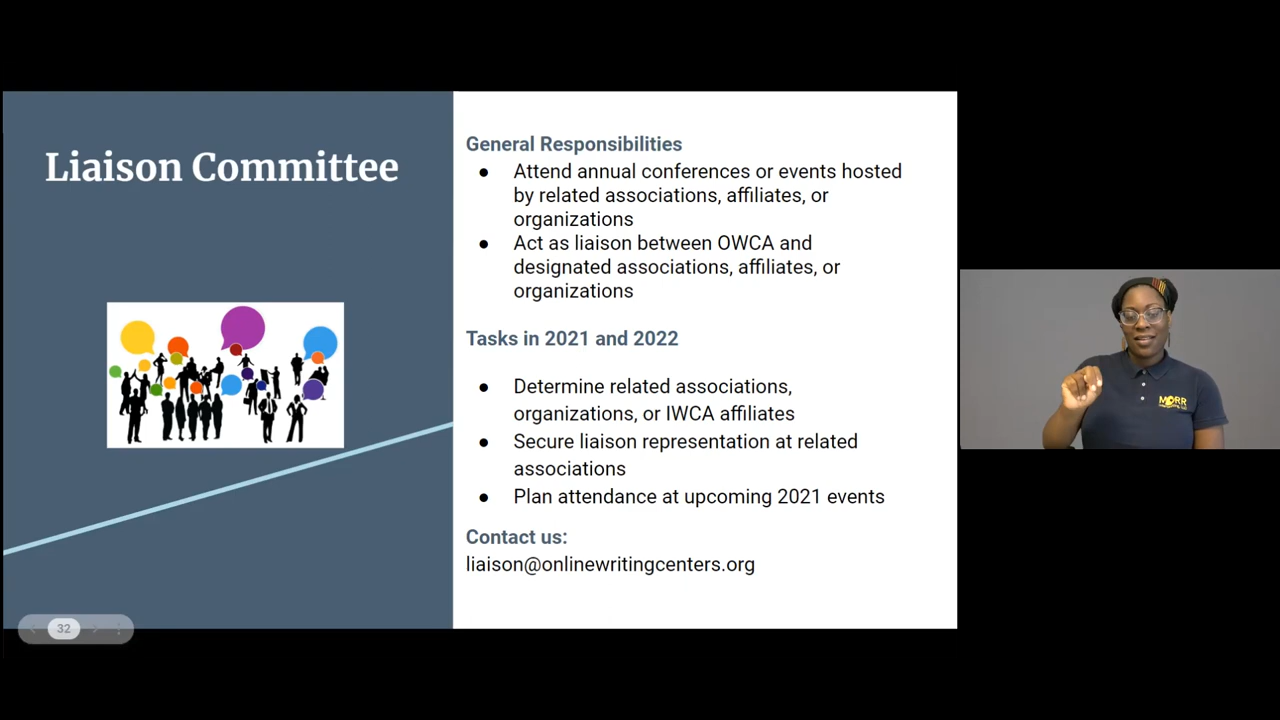 Liaison Committee
General Responsibilities
● Attend annual conferences or events hosted
by related associations, affiliates, or
organizations
● Act as liaison between OWCA and
designated associations, affiliates, or
organizations
Tasks in 2021 and 2022
● Determine related associations,
organizations, or IWCA affiliates
● Secure liaison representation at related
associations
● Plan attendance at upcoming 2021 events
Contact us:
liaison@onlinewritingcenters.org
32
MORR